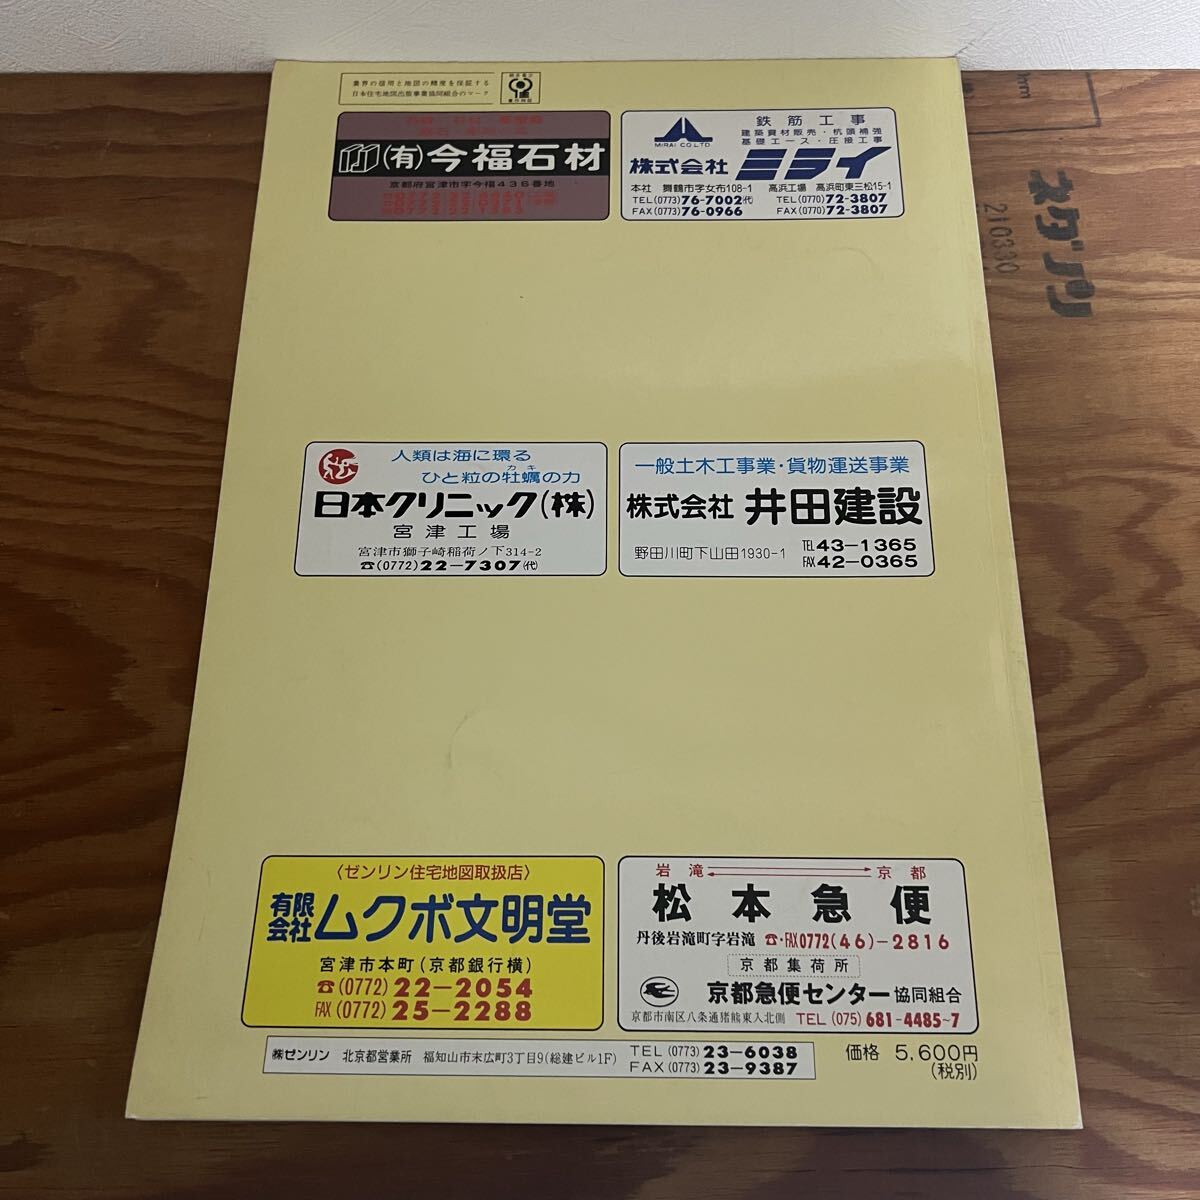 業界の信用と地図の精度を保証する
日本住宅地図出版事業協同組合のマーク
(有)今福石材
京都府宮津市字今福436番地
MIRAI CO.LTD
鉄筋工事
建築資材販売・杭頭補強
基礎エース・圧接工事
株式会社 ミライ
本社 舞鶴市字女布108-1 高浜工場 高浜町東三松15-1
TEL(0773)76-7002(代) TEL(0770)72-3807
FAX(0773)76-0966 FAX(0770)72-3807
人類は海に環る
ひと粒の牡蠣の力
カキ
日本クリニック(株)
宮津工場
宮津市獅子崎稲荷ノ下314-2
☎(0772)22-7307(代)
一般土木工事業・貨物運送事業
株式会社 井田建設
野田川町下山田1930-1
TEL 43-1365
FAX 42-0365
〈ゼンリン住宅地図取扱店〉
有限会社 ムクボ文明堂
宮津市本町(京都銀行横)
☎(0772)22-2054
FAX(0772)25-2288
岩滝 京都
松本急便
丹後岩滝町字岩滝 ☎・FAX0772(46)-2816
京都集荷所
京都急便センター協同組合
京都市南区八条通猪熊東入北側 TEL(075)681-4485~7
㈱ゼンリン 北京都営業所 福知山市末広町3丁目9(総建ビル1F) TEL(0773)23-6038
FAX(0773)23-9387
価格 5,600円
(税別)
ネダノリ
210330